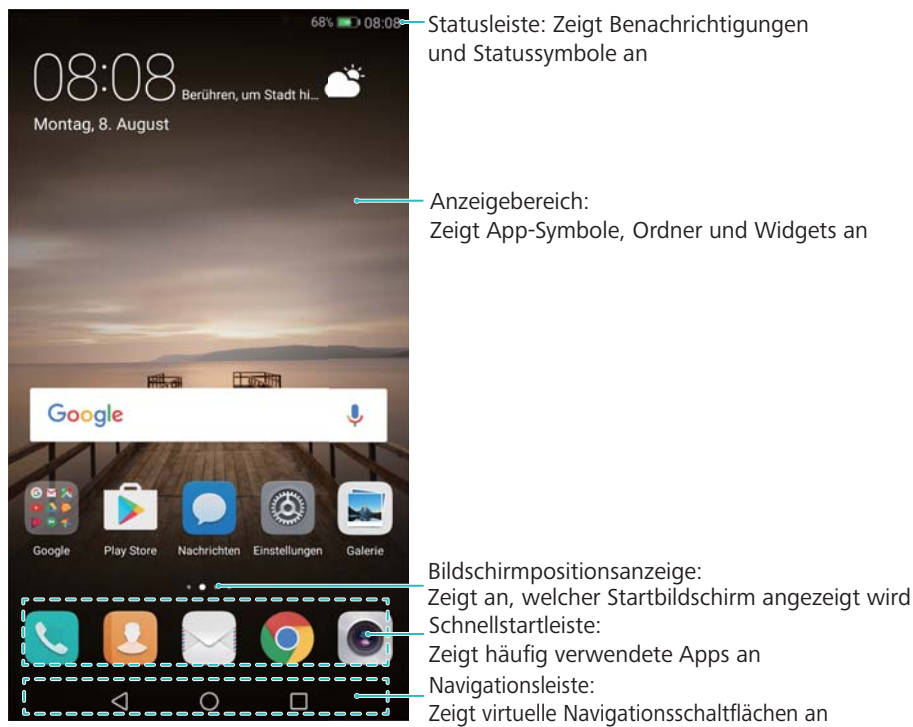 68% 08:08
Statusleiste: Zeigt Benachrichtigungen
und Statussymbole an
08:08
Berühren, um Stadt hi...
Montag, 8. August
Anzeigebereich:
Zeigt App-Symbole, Ordner und Widgets an
Google
Google
Play Store
Nachrichten
Einstellungen
Galerie
Bildschirmpositionsanzeige:
Zeigt an, welcher Startbildschirm angezeigt wird
Schnellstartleiste:
Zeigt häufig verwendete Apps an
Navigationsleiste:
Zeigt virtuelle Navigationsschaltflächen an